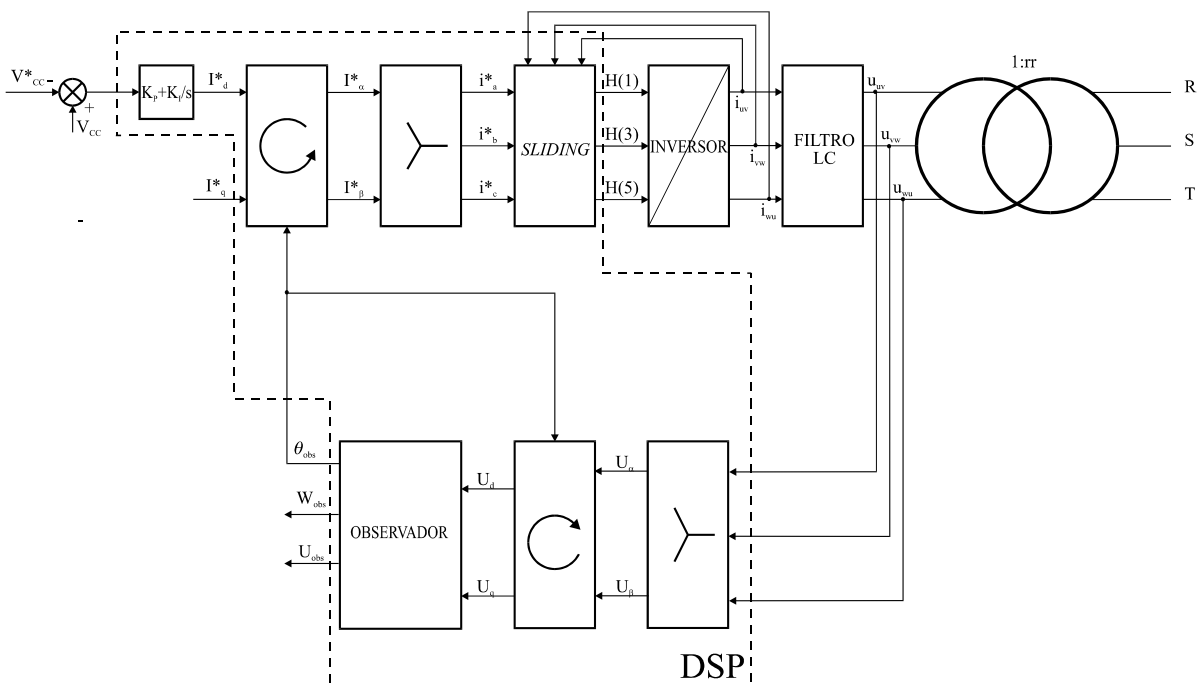 1:rr
V*CC
-
+
VCC
KP+KI/s
I*d
I*α
i*a
H(1)
iuv
uuv
R
i*b
SLIDING
H(3)
INVERSOR
ivw
FILTRO
LC
uvw
S
I*q
I*β
i*c
H(5)
iwu
uwu
T
θobs
Wobs
Uobs
OBSERVADOR
Ud
Uq
Uα
Uβ
DSP